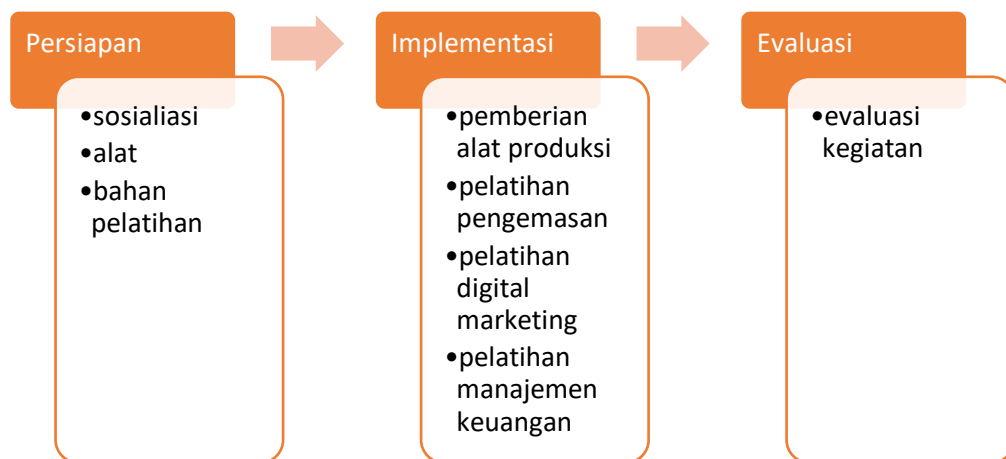 Persiapan
•sosialiasi
•alat
•bahan
pelatihan
Implementasi
•pemberian
alat produksi
•pelatihan
pengemasan
•pelatihan
digital
marketing
•pelatihan
manajemen
keuangan
Evaluasi
•evaluasi
kegiatan